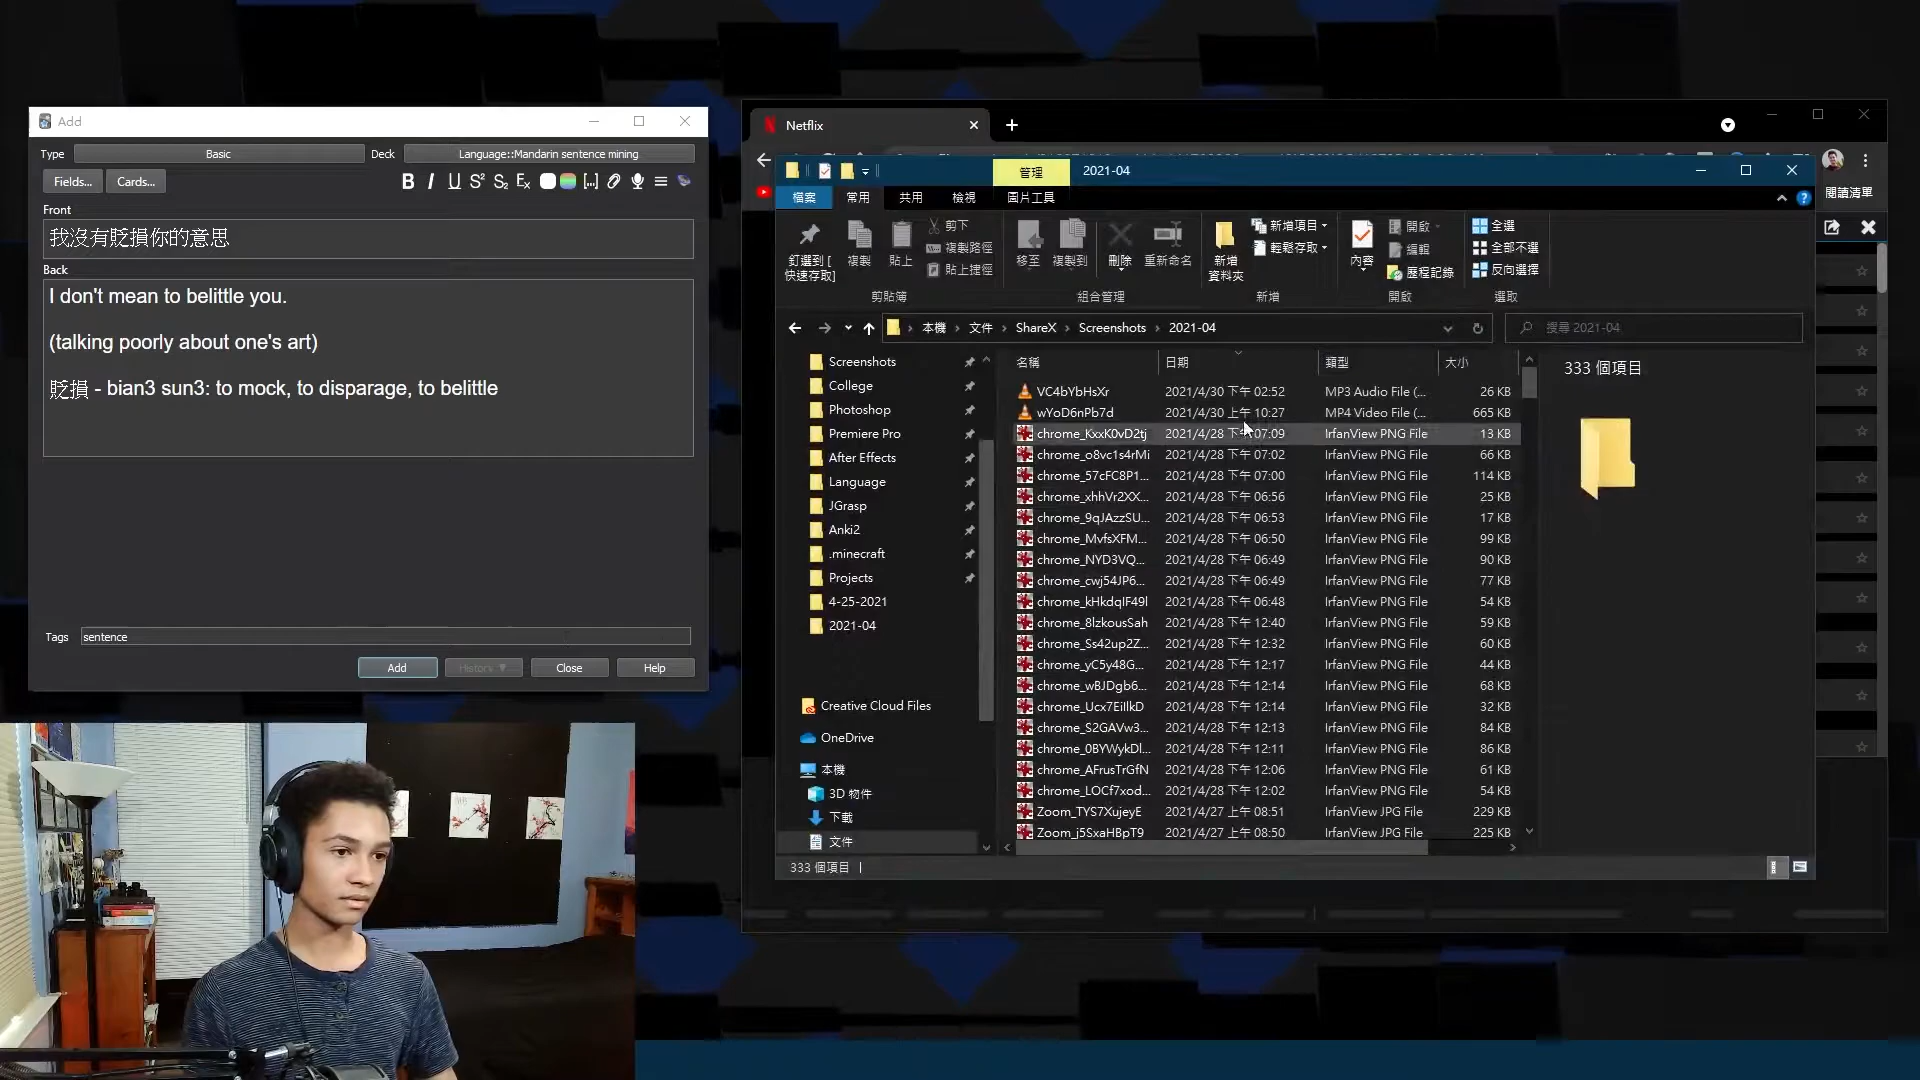 Add
Type Basic Deck Language::Mandarin sentence mining
Fields... Cards...
Front
我沒有貶損你的意思
Back
I don't mean to belittle you.
(talking poorly about one's art)
貶損 - bian3 sun3: to mock, to disparage, to belittle
Tags sentence
Add History ▼ Close Help
Netflix
管理 2021-04
檔案 常用 共用 檢視 圖片工具
閱讀清單
釘選到 [
快速存取]
複製
貼上
剪下
複製路徑
貼上捷徑
剪貼簿
移至
複製到
刪除
重新命名
組合管理
新增
資料夾
新增項目
輕鬆存取
新增
內容
開啟
編輯
歷程記錄
開啟
全選
全部不選
反向選擇
選取
本機 文件 ShareX Screenshots 2021-04
搜尋 2021-04
Screenshots
College
Photoshop
Premiere Pro
After Effects
Language
JGrasp
Anki2
.minecraft
Projects
4-25-2021
2021-04
Creative Cloud Files
OneDrive
本機
3D 物件
下載
文件
名稱 日期 類型 大小
VC4bYbHsXr 2021/4/30 下午 02:52 MP3 Audio File (... 26 KB
wYoD6nPb7d 2021/4/30 上午 10:27 MP4 Video File (... 665 KB
chrome_KxxK0vD2tj 2021/4/28 下午 07:09 IrfanView PNG File 13 KB
chrome_o8vc1s4rMi 2021/4/28 下午 07:02 IrfanView PNG File 66 KB
chrome_57cFC8P1... 2021/4/28 下午 07:00 IrfanView PNG File 114 KB
chrome_xhhVr2XX... 2021/4/28 下午 06:56 IrfanView PNG File 25 KB
chrome_9qJAzzSU... 2021/4/28 下午 06:53 IrfanView PNG File 17 KB
chrome_MvfsXFM... 2021/4/28 下午 06:50 IrfanView PNG File 99 KB
chrome_NYD3VQ... 2021/4/28 下午 06:49 IrfanView PNG File 90 KB
chrome_cwj54JP6... 2021/4/28 下午 06:49 IrfanView PNG File 77 KB
chrome_kHkdqIF49l 2021/4/28 下午 06:48 IrfanView PNG File 54 KB
chrome_8lzkousSah 2021/4/28 下午 12:40 IrfanView PNG File 59 KB
chrome_Ss42up2Z... 2021/4/28 下午 12:32 IrfanView PNG File 60 KB
chrome_yC5y48G... 2021/4/28 下午 12:17 IrfanView PNG File 44 KB
chrome_wBJDgb6... 2021/4/28 下午 12:14 IrfanView PNG File 68 KB
chrome_Ucx7EiIlkD 2021/4/28 下午 12:14 IrfanView PNG File 32 KB
chrome_S2GAVw3... 2021/4/28 下午 12:13 IrfanView PNG File 84 KB
chrome_0BYWykDl... 2021/4/28 下午 12:11 IrfanView PNG File 86 KB
chrome_AFrusTrGfN 2021/4/28 下午 12:06 IrfanView PNG File 61 KB
chrome_LOCf7xod... 2021/4/28 下午 12:02 IrfanView PNG File 54 KB
Zoom_TYS7XujeyE 2021/4/27 上午 08:51 IrfanView JPG File 229 KB
Zoom_j5SxaHBpT9 2021/4/27 上午 08:50 IrfanView JPG File 225 KB
333 個項目
333 個項目